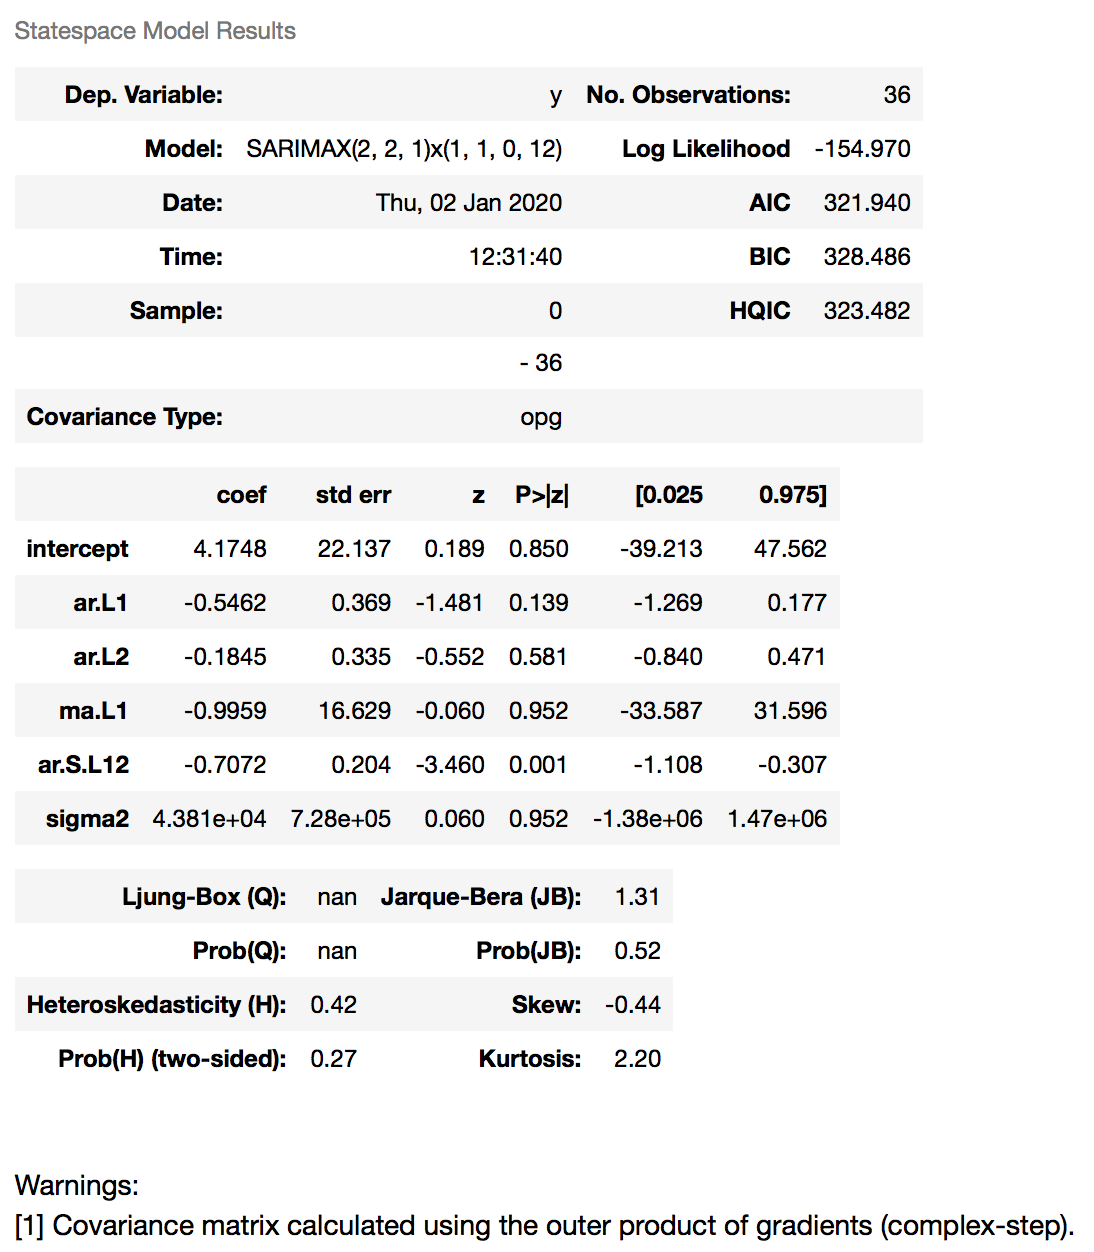 Statespace Model Results
Dep. Variable: y No. Observations: 36
Model: SARIMAX(2, 2, 1)x(1, 1, 0, 12) Log Likelihood -154.970
Date: Thu, 02 Jan 2020 AIC 321.940
Time: 12:31:40 BIC 328.486
Sample: 0 HQIC 323.482
- 36
Covariance Type: opg
coef std err z P>|z| [0.025 0.975]
intercept 4.1748 22.137 0.189 0.850 -39.213 47.562
ar.L1 -0.5462 0.369 -1.481 0.139 -1.269 0.177
ar.L2 -0.1845 0.335 -0.552 0.581 -0.840 0.471
ma.L1 -0.9959 16.629 -0.060 0.952 -33.587 31.596
ar.S.L12 -0.7072 0.204 -3.460 0.001 -1.108 -0.307
sigma2 4.381e+04 7.28e+05 0.060 0.952 -1.38e+06 1.47e+06
Ljung-Box (Q): nan Jarque-Bera (JB): 1.31
Prob(Q): nan Prob(JB): 0.52
Heteroskedasticity (H): 0.42 Skew: -0.44
Prob(H) (two-sided): 0.27 Kurtosis: 2.20
Warnings:
[1] Covariance matrix calculated using the outer product of gradients (complex-step).